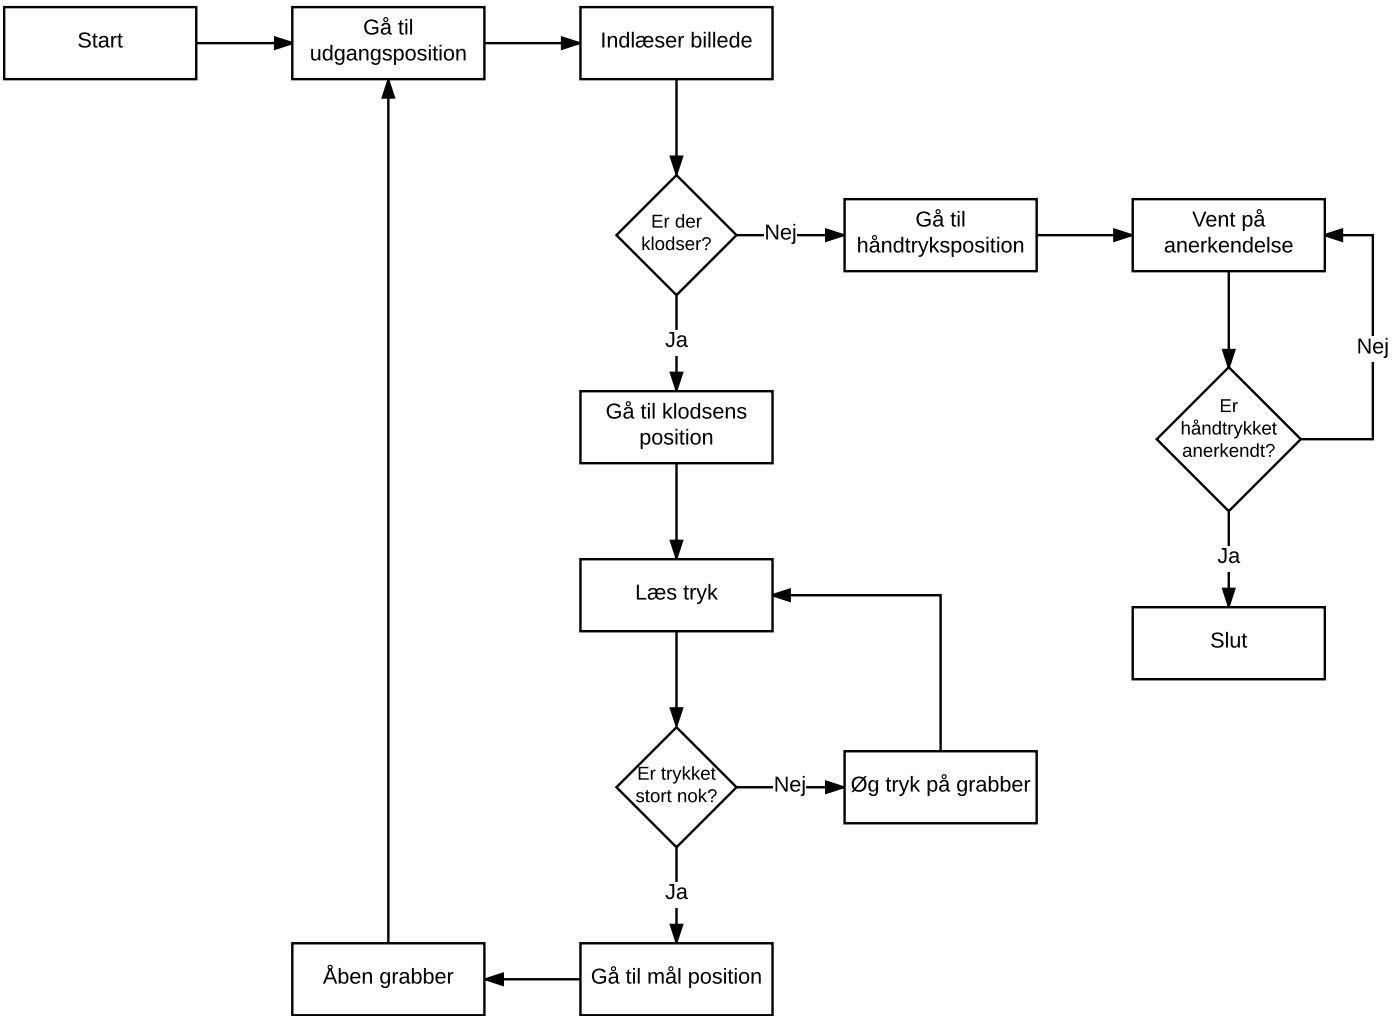 Start
Gå til
udgangsposition
Indlæser billede
Er der
klodser?
Nej
Gå til
håndtryksposition
Vent på
anerkendelse
Ja
Nej
Gå til klodsens
position
Er
håndtrykket
anerkendt?
Ja
Læs tryk
Slut
Er trykket
stort nok?
Nej
Øg tryk på grabber
Ja
Åben grabber
Gå til mål position